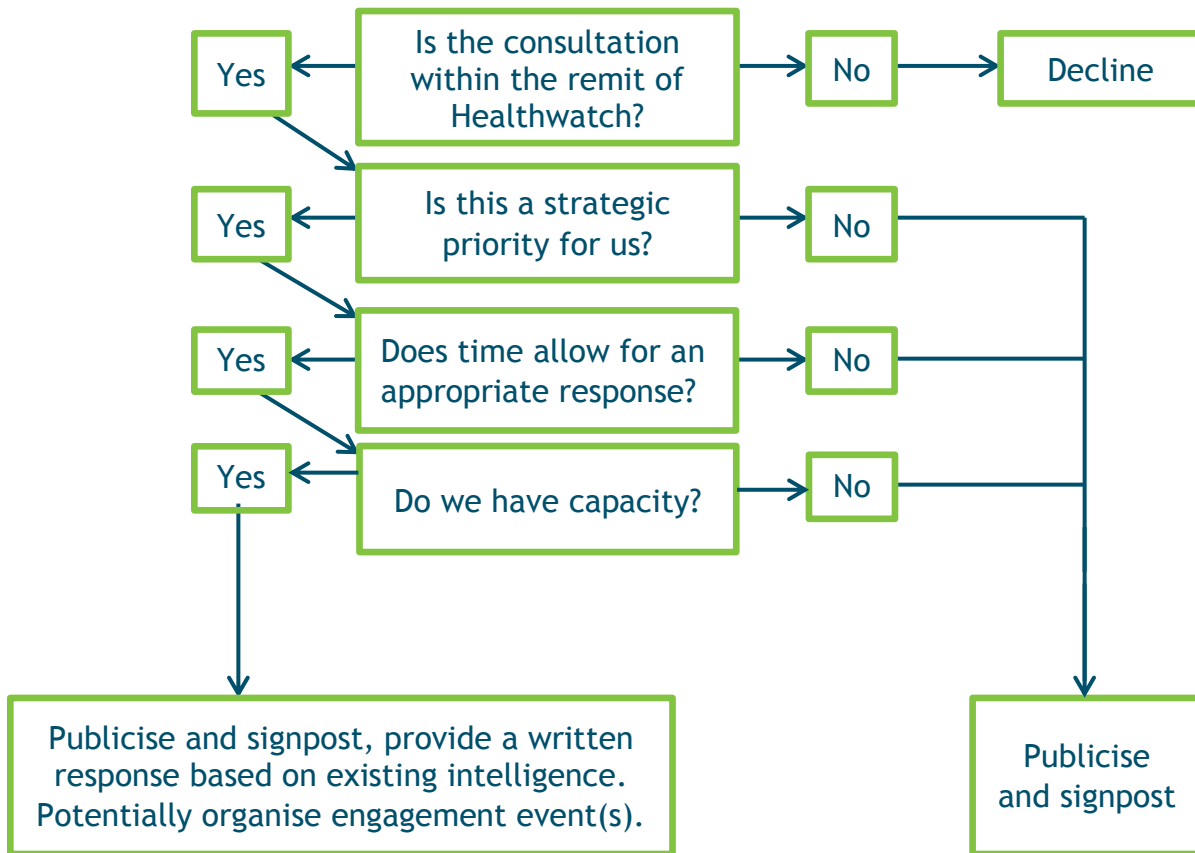 Yes
Is the consultation
within the remit of
Healthwatch?
No
Decline
Yes
Is this a strategic
priority for us?
No
Yes
Does time allow for an
appropriate response?
No
Yes
Do we have capacity?
No
Publicise and signpost, provide a written
response based on existing intelligence.
Potentially organise engagement event(s).
Publicise
and signpost